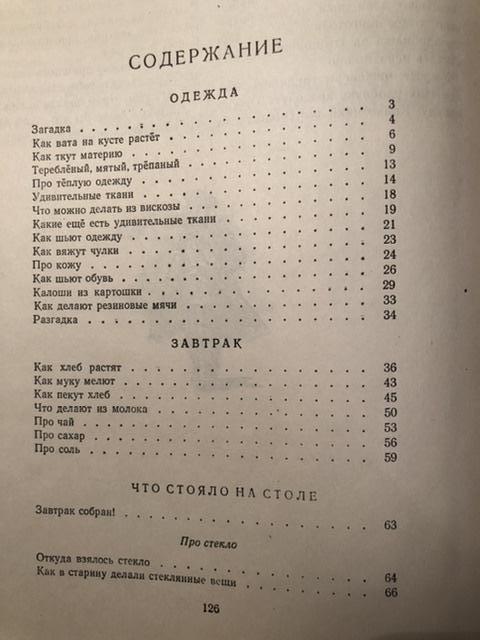 СОДЕРЖАНИЕ
ОДЕЖДА
Загадка . . . . . . . . . . . . . . . . 3
Как вата на кусте растёт . . . . . . . . . . 4
Как ткут материю . . . . . . . . . . . . . 6
Тереблёный, мятый, трёпаный . . . . . . . . . 9
Про тёплую одежду . . . . . . . . . . . . 13
Удивительные ткани . . . . . . . . . . . . 14
Что можно делать из вискозы . . . . . . . . . 18
Какие ещё есть удивительные ткани . . . . . . . 19
Как шьют одежду . . . . . . . . . . . . . 21
Как вяжут чулки . . . . . . . . . . . . . 23
Про кожу . . . . . . . . . . . . . . . 24
Как шьют обувь . . . . . . . . . . . . . 26
Калоши из картошки . . . . . . . . . . . . 29
Как делают резиновые мячи . . . . . . . . . . 33
Разгадка . . . . . . . . . . . . . . . 34
ЗАВТРАК
Как хлеб растят . . . . . . . . . . . . . 36
Как муку мелют . . . . . . . . . . . . . 43
Как пекут хлеб . . . . . . . . . . . . . 45
Что делают из молока . . . . . . . . . . . 50
Про чай . . . . . . . . . . . . . . . 53
Про сахар . . . . . . . . . . . . . . . 56
Про соль . . . . . . . . . . . . . . . 59
ЧТО СТОЯЛО НА СТОЛЕ
Завтрак собран! . . . . . . . . . . . . . 63
Про стекло
Откуда взялось стекло . . . . . . . . . . . 64
Как в старину делали стеклянные вещи . . . . . . 66
126